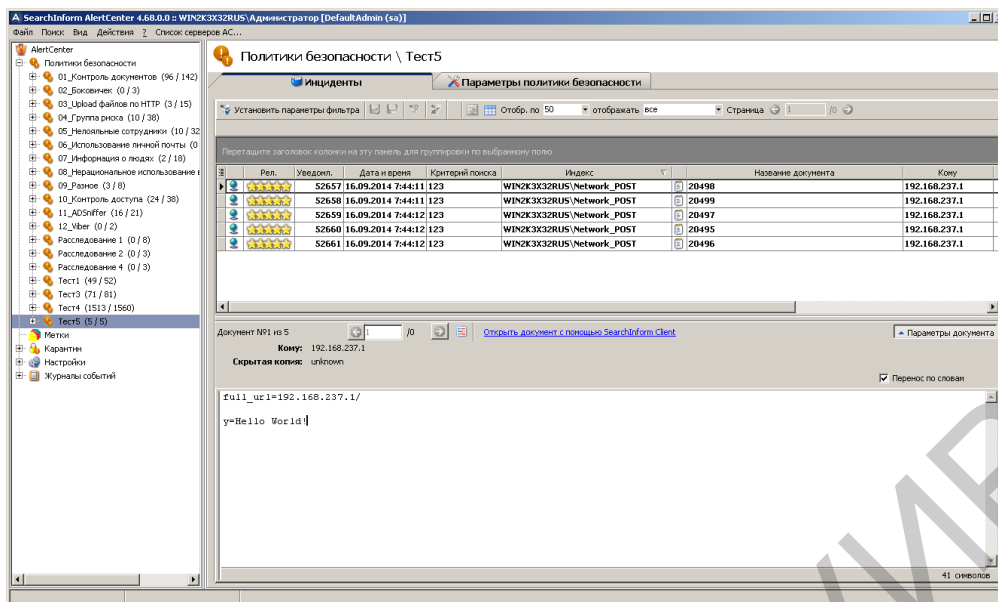 SearchInform AlertCenter 4.68.0.0 :: WIN2K3X32RUS\Администратор [DefaultAdmin (sa)]
Файл Поиск Вид Действия ? Список серверов АС...
AlertCenter
Политики безопасности
01_Контроль документов (96 / 142)
02_Боковичек (0 / 3)
03_Upload файлов по HTTP (3 / 15)
04_Группа риска (10 / 38)
05_Нелояльные сотрудники (10 / 32
06_Использование личной почты (0
07_Информация о людях (2 / 18)
08_Нерациональное использование
09_Разное (3 / 8)
10_Контроль доступа (24 / 38)
11_ADSniffer (16 / 21)
12_Viber (0 / 2)
Расследование 1 (0 / 8)
Расследование 2 (0 / 3)
Расследование 4 (0 / 3)
Тест1 (49 / 52)
Тест3 (71 / 81)
Тест4 (1513 / 1560)
Тест5 (5 / 5)
Метки
Карантин
Настройки
Журналы событий
Политики безопасности \ Тест5
Инциденты Параметры политики безопасности
Установить параметры фильтра Отобр. по 50 отображать все Страница 1 /0
Перетащите заголовок колонки на эту панель для группировки по выбранному полю
Рел. Уведомл. Дата и время Критерий поиска Индекс Название документа Кому
52657 16.09.2014 7:44:11 123 WIN2K3X32RUS\Network_POST 20498 192.168.237.1
52658 16.09.2014 7:44:11 123 WIN2K3X32RUS\Network_POST 20499 192.168.237.1
52659 16.09.2014 7:44:12 123 WIN2K3X32RUS\Network_POST 20497 192.168.237.1
52660 16.09.2014 7:44:12 123 WIN2K3X32RUS\Network_POST 20495 192.168.237.1
52661 16.09.2014 7:44:12 123 WIN2K3X32RUS\Network_POST 20496 192.168.237.1
Документ №1 из 5 1 /0 Открыть документ с помощью SearchInform Client Параметры документа
Кому: 192.168.237.1
Скрытая копия: unknown
Перенос по словам
full_url=192.168.237.1/
y=Hello World!
41 символов